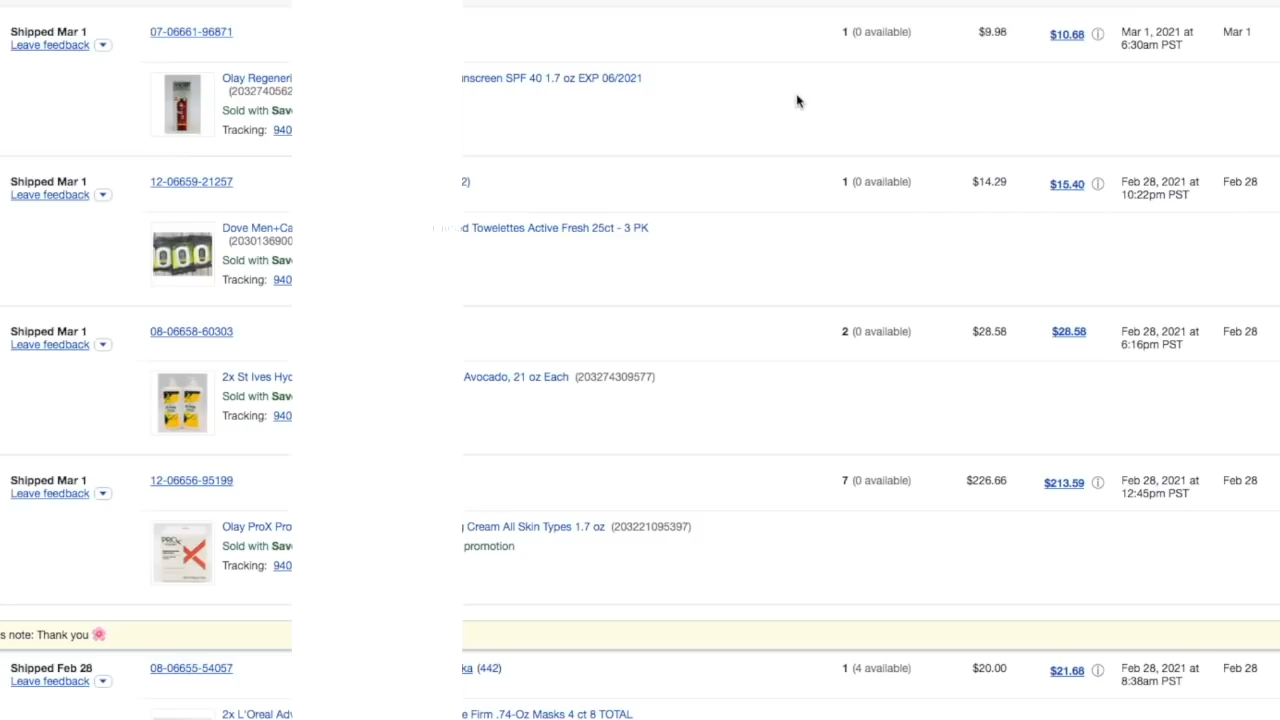 Shipped Mar 1 07-06661-96871 1 (0 available) $9.98 $10.68 Mar 1, 2021 at Mar 1
Leave feedback 6:30am PST
Olay Regeneri nscreen SPF 40 1.7 oz EXP 06/2021
(2032740562
Sold with Save
Tracking: 940
Shipped Mar 1 12-06659-21257 2) 1 (0 available) $14.29 $15.40 Feb 28, 2021 at Feb 28
Leave feedback 10:22pm PST
Dove Men+Ca d Towelettes Active Fresh 25ct - 3 PK
(2030136900
Sold with Save
Tracking: 940
Shipped Mar 1 08-06658-60303 2 (0 available) $28.58 $28.58 Feb 28, 2021 at Feb 28
Leave feedback 6:16pm PST
2x St Ives Hyd Avocado, 21 oz Each (203274309577)
Sold with Save
Tracking: 940
Shipped Mar 1 12-06656-95199 7 (0 available) $226.66 $213.59 Feb 28, 2021 at Feb 28
Leave feedback 12:45pm PST
Olay ProX Pro g Cream All Skin Types 1.7 oz (203221095397)
Sold with Save promotion
Tracking: 940
s note: Thank you
Shipped Feb 28 08-06655-54057 ka (442) 1 (4 available) $20.00 $21.68 Feb 28, 2021 at Feb 28
Leave feedback 8:38am PST
2x L'Oreal Adv e Firm .74-Oz Masks 4 ct 8 TOTAL